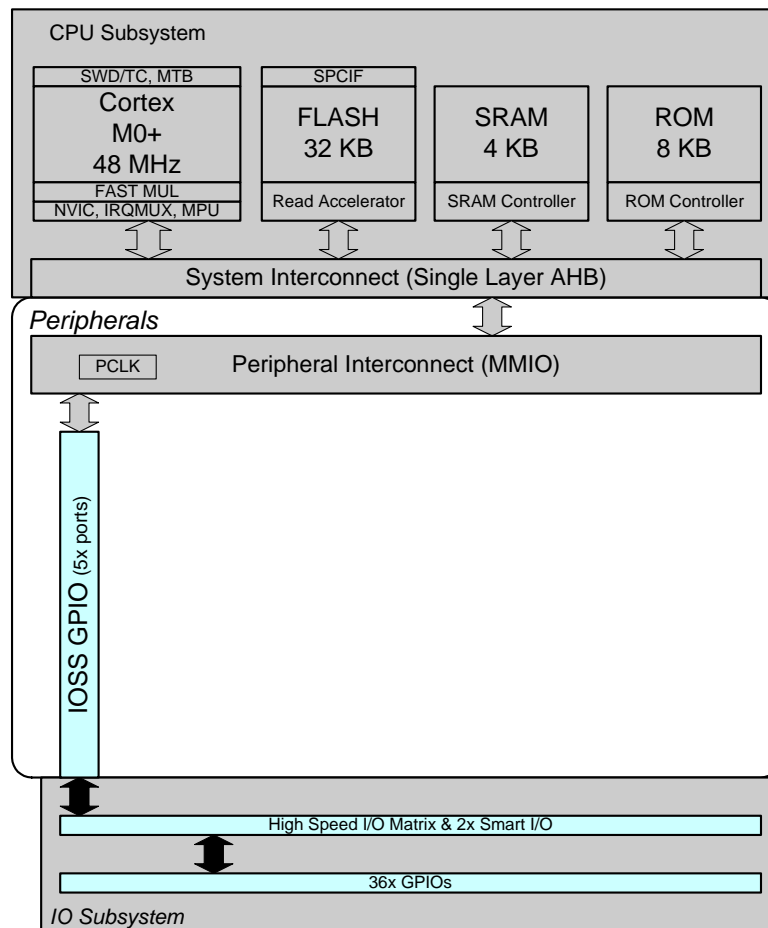 CPU Subsystem
SWD/TC, MTB
Cortex
M0+
48 MHz
FAST MUL
NVIC, IRQMUX, MPU
SPCIF
FLASH
32 KB
Read Accelerator
SRAM
4 KB
SRAM Controller
ROM
8 KB
ROM Controller
System Interconnect (Single Layer AHB)
Peripherals
PCLK
Peripheral Interconnect (MMIO)
IOSS GPIO (5x ports)
High Speed I/O Matrix & 2x Smart I/O
36x GPIOs
IO Subsystem